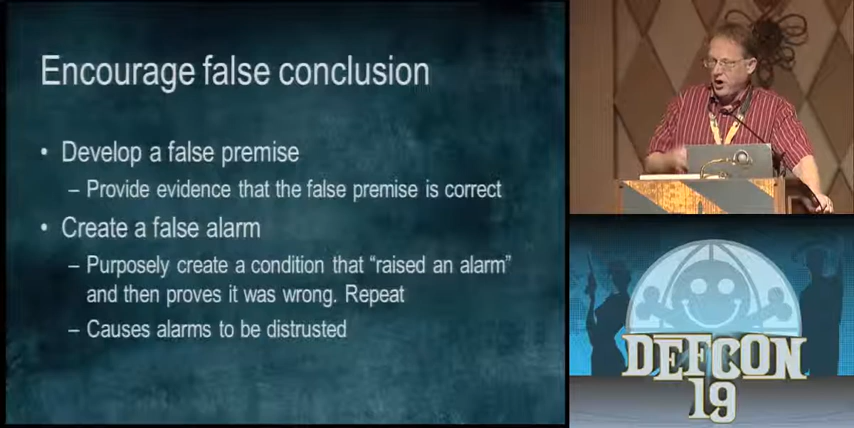 Encourage false conclusion
• Develop a false premise
– Provide evidence that the false premise is correct
• Create a false alarm
– Purposely create a condition that “raised an alarm”
and then proves it was wrong. Repeat
– Causes alarms to be distrusted
DEFCON
19